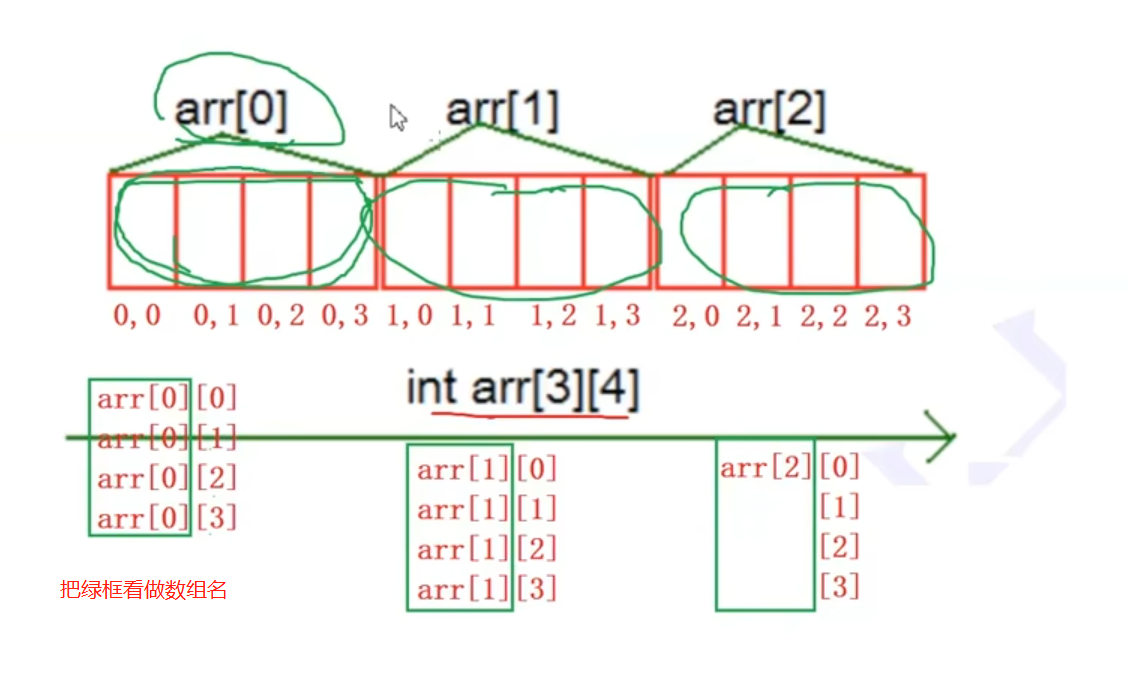 arr[0] arr[1] arr[2]
0,0 0,1 0,2 0,3 1,0 1,1 1,2 1,3 2,0 2,1 2,2 2,3
int arr[3][4]
arr[0][0]
arr[0][1]
arr[0][2]
arr[0][3]
arr[1][0]
arr[1][1]
arr[1][2]
arr[1][3]
arr[2][0]
[1]
[2]
[3]
把绿框看做数组名